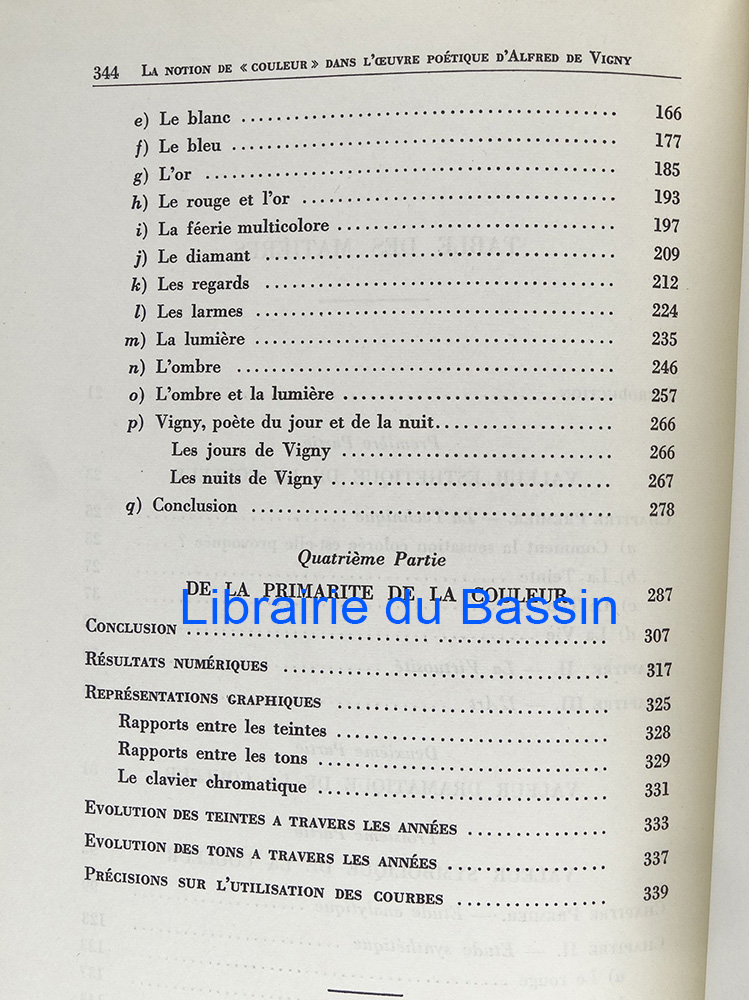 344 La notion de « couleur » dans l'œuvre poétique d'Alfred de Vigny
e) Le blanc ........................................ 166
f) Le bleu ........................................ 177
g) L'or ........................................ 185
h) Le rouge et l'or ........................................ 193
i) La féerie multicolore ........................................ 197
j) Le diamant ........................................ 209
k) Les regards ........................................ 212
l) Les larmes ........................................ 224
m) La lumière ........................................ 235
n) L'ombre ........................................ 246
o) L'ombre et la lumière ........................................ 257
p) Vigny, poète du jour et de la nuit ........................................ 266
Les jours de Vigny ........................................ 266
Les nuits de Vigny ........................................ 267
q) Conclusion ........................................ 278
Quatrième Partie
DE LA PRIMARITE DE LA COULEUR 287
Librairie du Bassin
Conclusion ........................................ 307
Résultats numériques ........................................ 317
Représentations graphiques ........................................ 325
Rapports entre les teintes ........................................ 328
Rapports entre les tons ........................................ 329
Le clavier chromatique ........................................ 331
Evolution des teintes a travers les années ........................................ 333
Evolution des tons a travers les années ........................................ 337
Précisions sur l'utilisation des courbes ........................................ 339